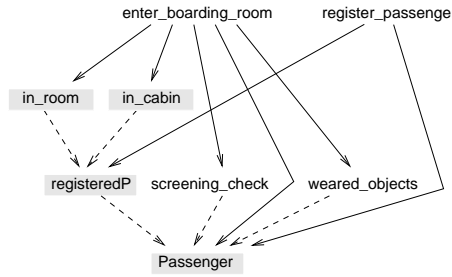 enter_boarding_room register_passenge
in_room in_cabin
registeredP screening_check weared_objects
Passenger